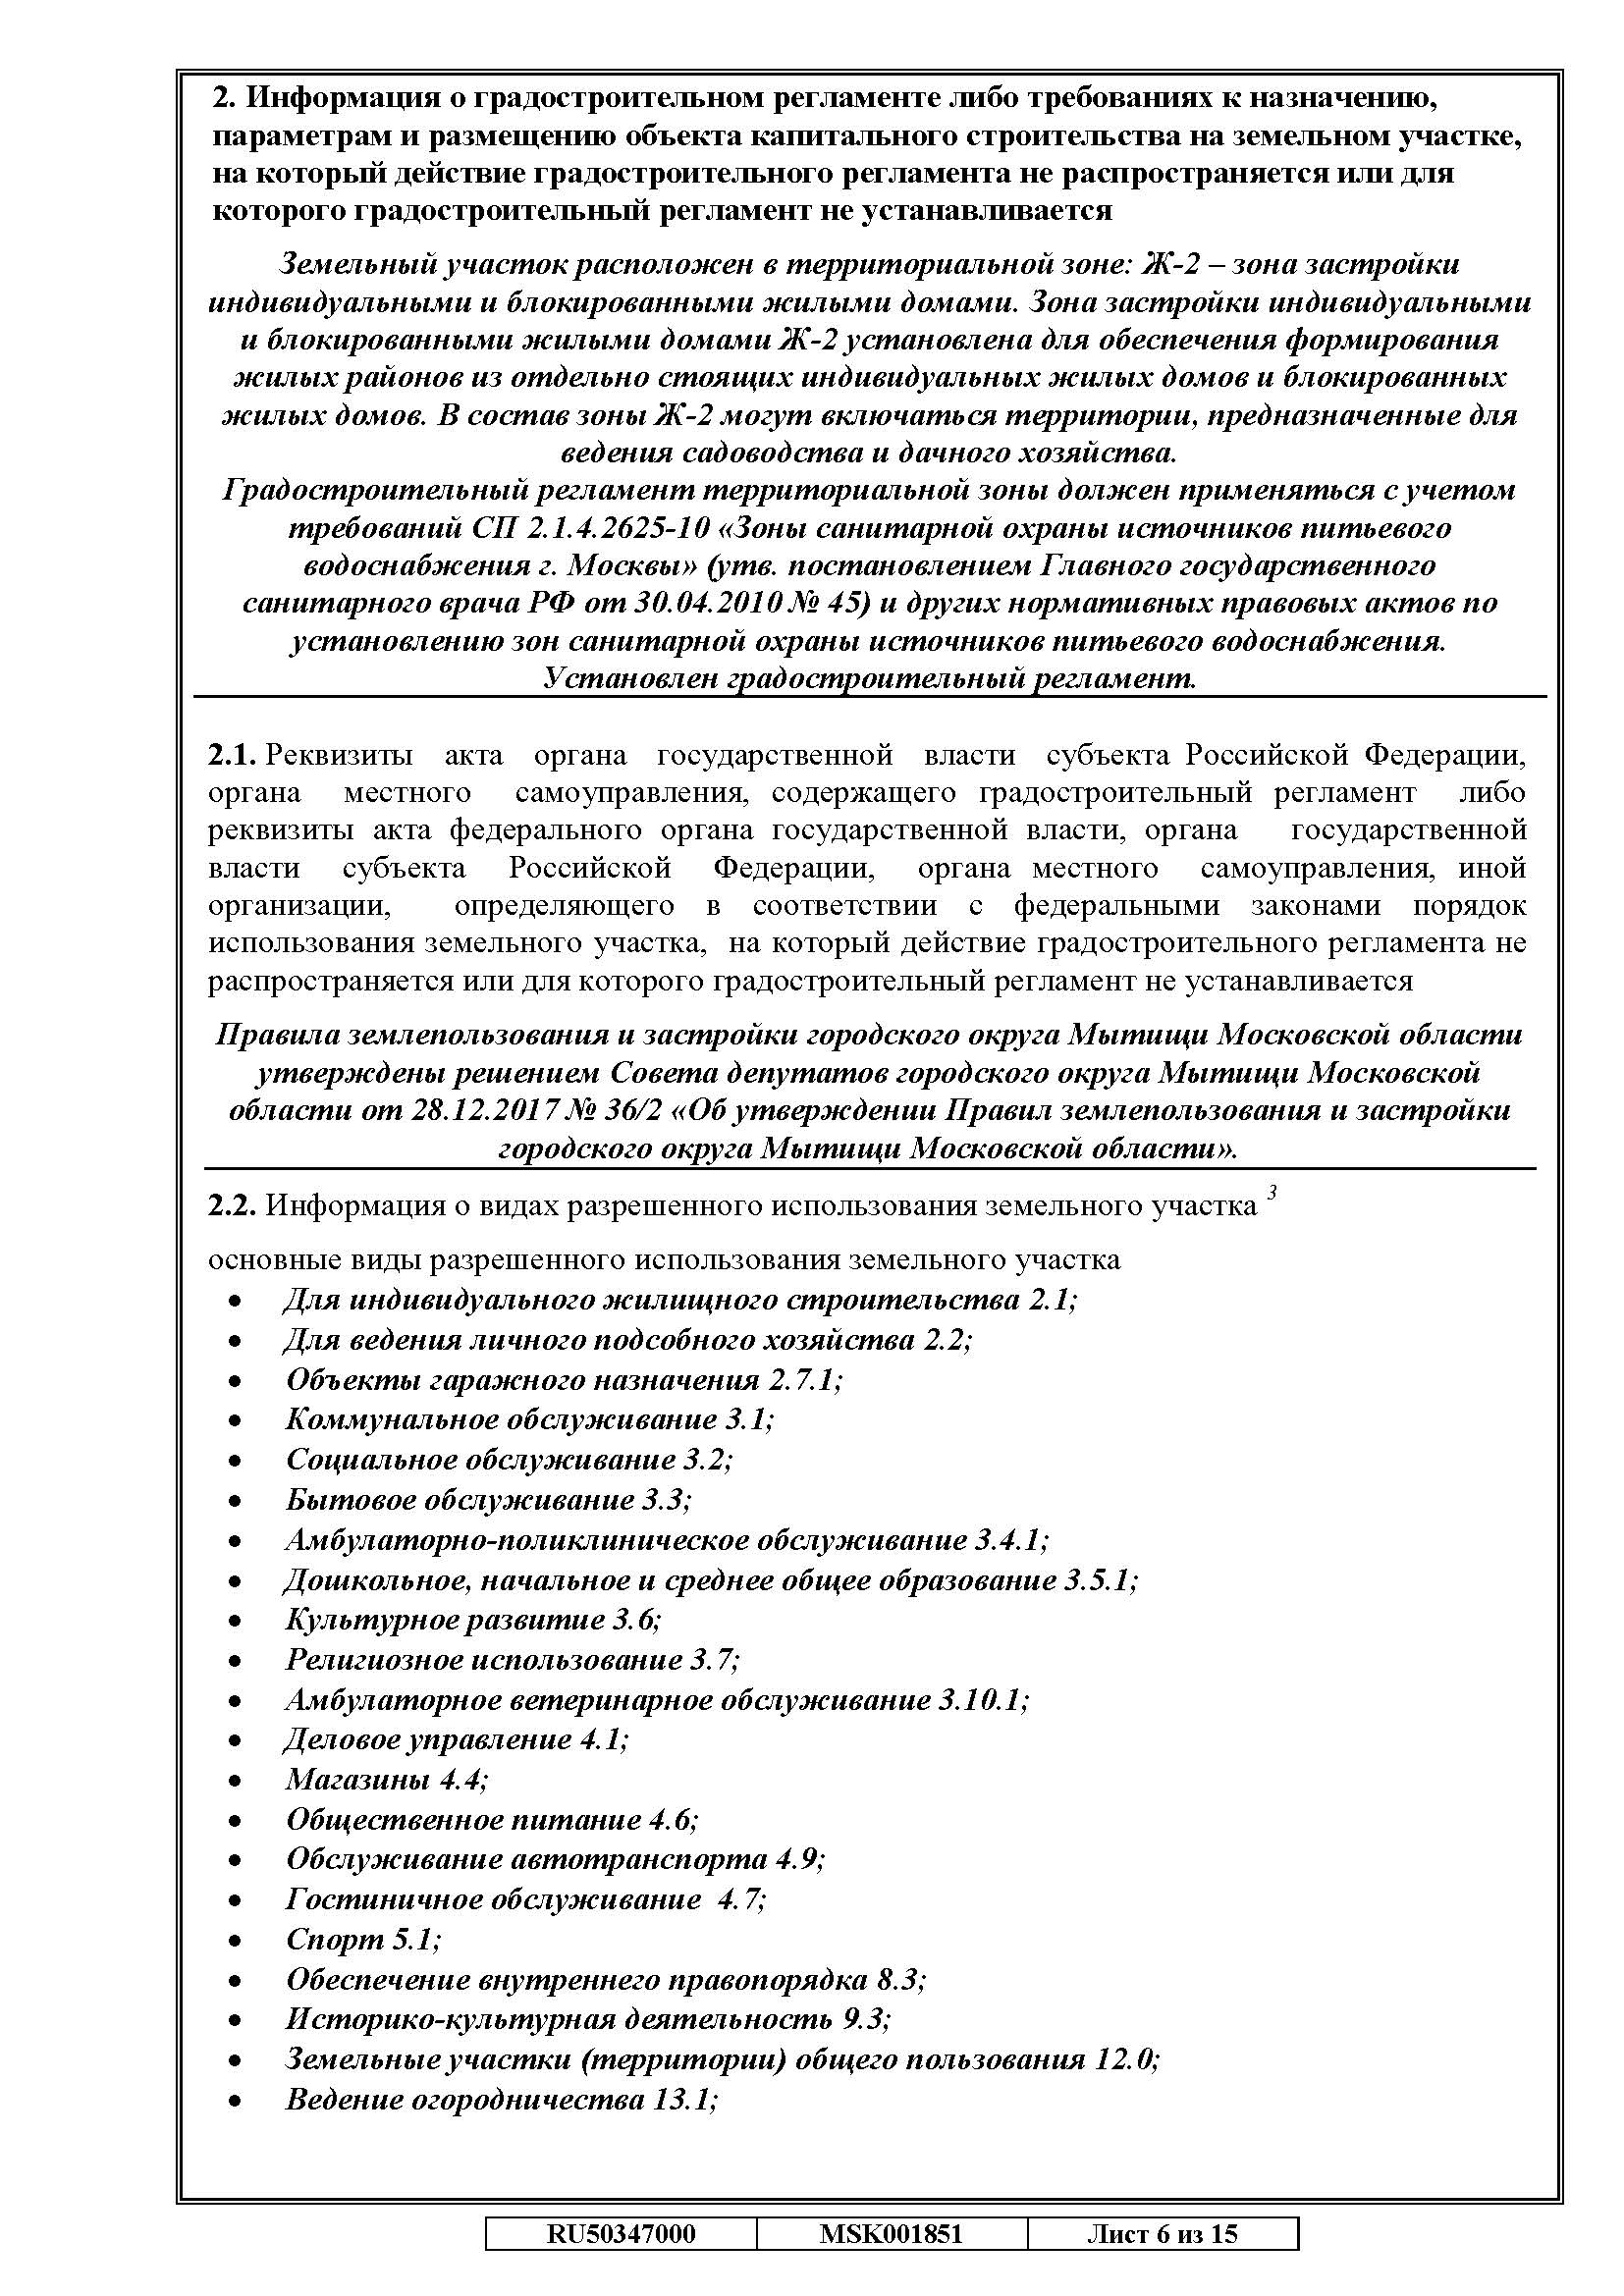 2. Информация о градостроительном регламенте либо требованиях к назначению,
параметрам и размещению объекта капитального строительства на земельном участке,
на который действие градостроительного регламента не распространяется или для
которого градостроительный регламент не устанавливается
Земельный участок расположен в территориальной зоне: Ж-2 – зона застройки
индивидуальными и блокированными жилыми домами. Зона застройки индивидуальными
и блокированными жилыми домами Ж-2 установлена для обеспечения формирования
жилых районов из отдельно стоящих индивидуальных жилых домов и блокированных
жилых домов. В состав зоны Ж-2 могут включаться территории, предназначенные для
ведения садоводства и дачного хозяйства.
Градостроительный регламент территориальной зоны должен применяться с учетом
требований СП 2.1.4.2625-10 «Зоны санитарной охраны источников питьевого
водоснабжения г. Москвы» (утв. постановлением Главного государственного
санитарного врача РФ от 30.04.2010 № 45) и других нормативных правовых актов по
установлению зон санитарной охраны источников питьевого водоснабжения.
Установлен градостроительный регламент.
2.1. Реквизиты акта органа государственной власти субъекта Российской Федерации,
органа местного самоуправления, содержащего градостроительный регламент либо
реквизиты акта федерального органа государственной власти, органа государственной
власти субъекта Российской Федерации, органа местного самоуправления, иной
организации, определяющего в соответствии с федеральными законами порядок
использования земельного участка, на который действие градостроительного регламента не
распространяется или для которого градостроительный регламент не устанавливается
Правила землепользования и застройки городского округа Мытищи Московской области
утверждены решением Совета депутатов городского округа Мытищи Московской
области от 28.12.2017 № 36/2 «Об утверждении Правил землепользования и застройки
городского округа Мытищи Московской области».
2.2. Информация о видах разрешенного использования земельного участка 3
основные виды разрешенного использования земельного участка
• Для индивидуального жилищного строительства 2.1;
• Для ведения личного подсобного хозяйства 2.2;
• Объекты гаражного назначения 2.7.1;
• Коммунальное обслуживание 3.1;
• Социальное обслуживание 3.2;
• Бытовое обслуживание 3.3;
• Амбулаторно-поликлиническое обслуживание 3.4.1;
• Дошкольное, начальное и среднее общее образование 3.5.1;
• Культурное развитие 3.6;
• Религиозное использование 3.7;
• Амбулаторное ветеринарное обслуживание 3.10.1;
• Деловое управление 4.1;
• Магазины 4.4;
• Общественное питание 4.6;
• Обслуживание автотранспорта 4.9;
• Гостиничное обслуживание 4.7;
• Спорт 5.1;
• Обеспечение внутреннего правопорядка 8.3;
• Историко-культурная деятельность 9.3;
• Земельные участки (территории) общего пользования 12.0;
• Ведение огородничества 13.1;
RU50347000 MSK001851 Лист 6 из 15